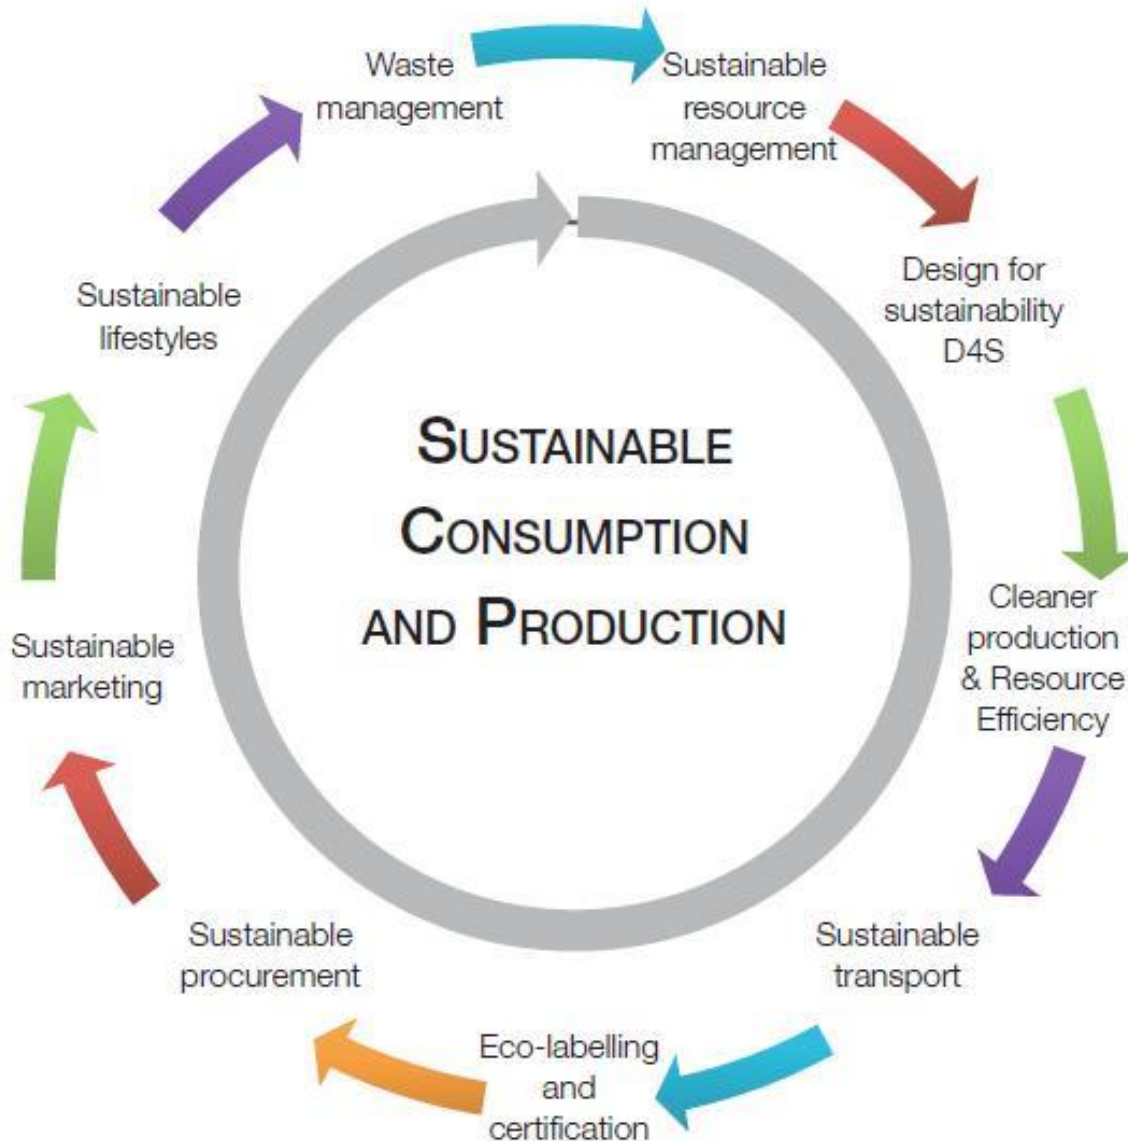 Waste
management
Sustainable
resource
management
Design for
sustainability
D4S
Cleaner
production
& Resource
Efficiency
Sustainable
transport
Eco-labelling
and
certification
Sustainable
procurement
Sustainable
marketing
Sustainable
lifestyles
SUSTAINABLE
CONSUMPTION
AND PRODUCTION